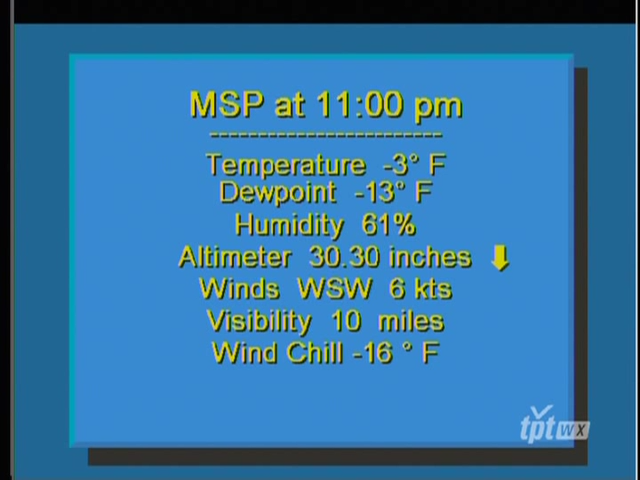 MSP at 11:00 pm
------------------------
Temperature -3° F
Dewpoint -13° F
Humidity 61%
Altimeter 30.30 inches ⬇
Winds WSW 6 kts
Visibility 10 miles
Wind Chill -16 ° F
tpt WX